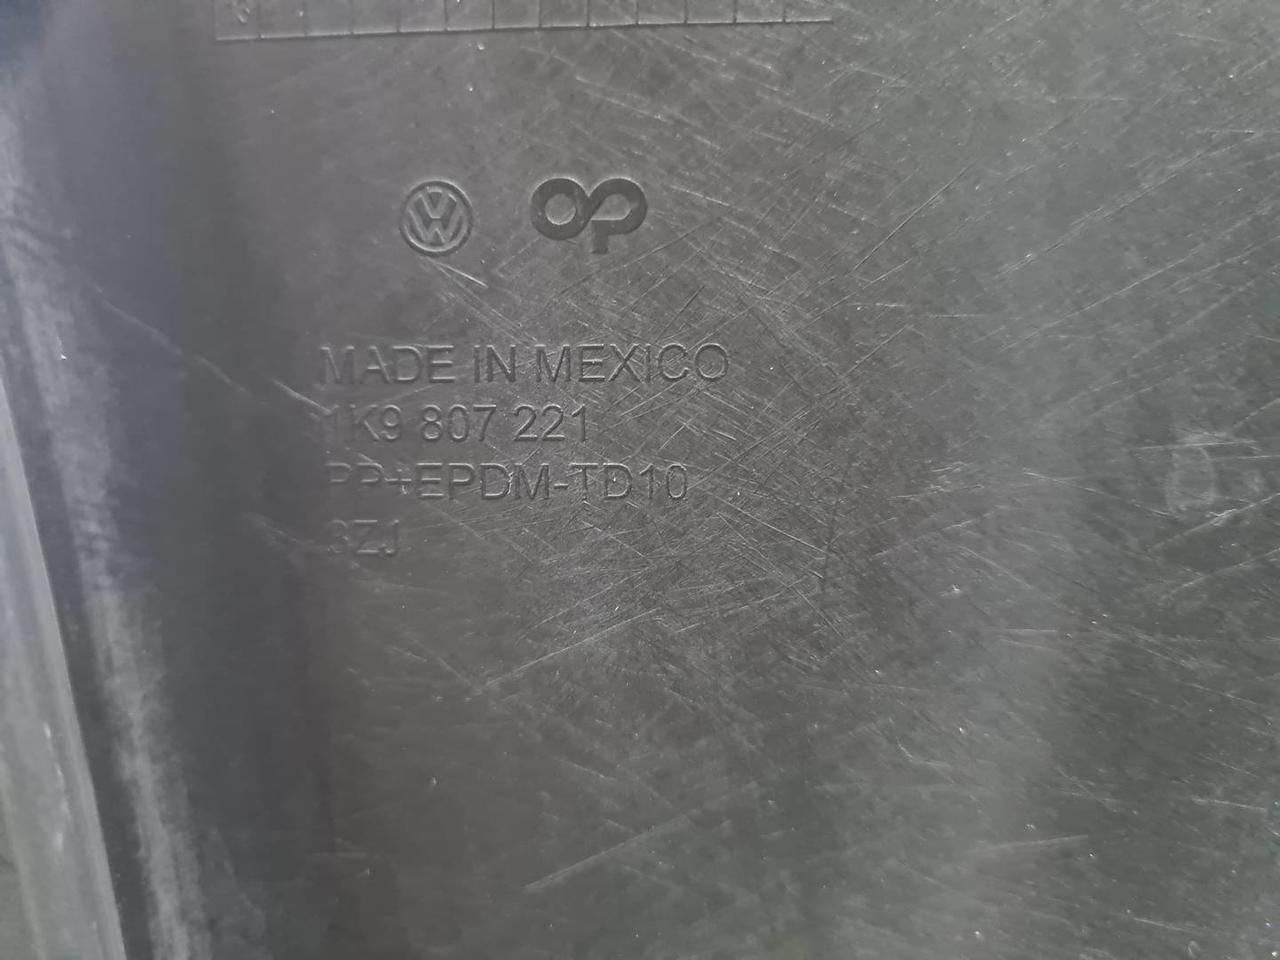 MADE IN MEXICO
1K9 807 221
PP+EPDM-TD10
3ZJ